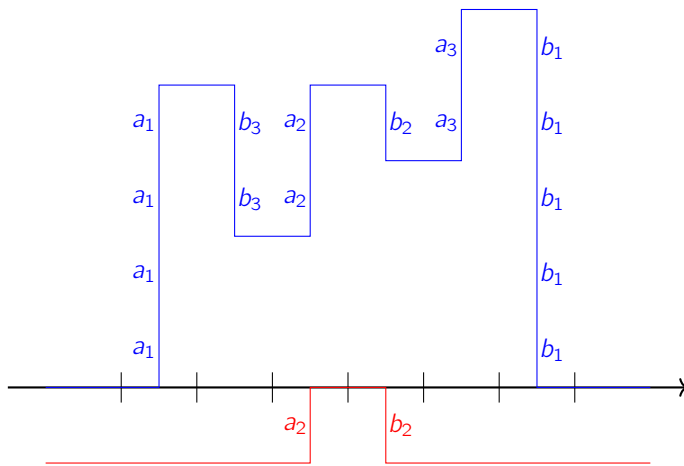 a₃ b₁
a₁ b₃ a₂ b₂ a₃ b₁
a₁ b₃ a₂ b₁
a₁ b₁
a₁ b₁
a₂ b₂